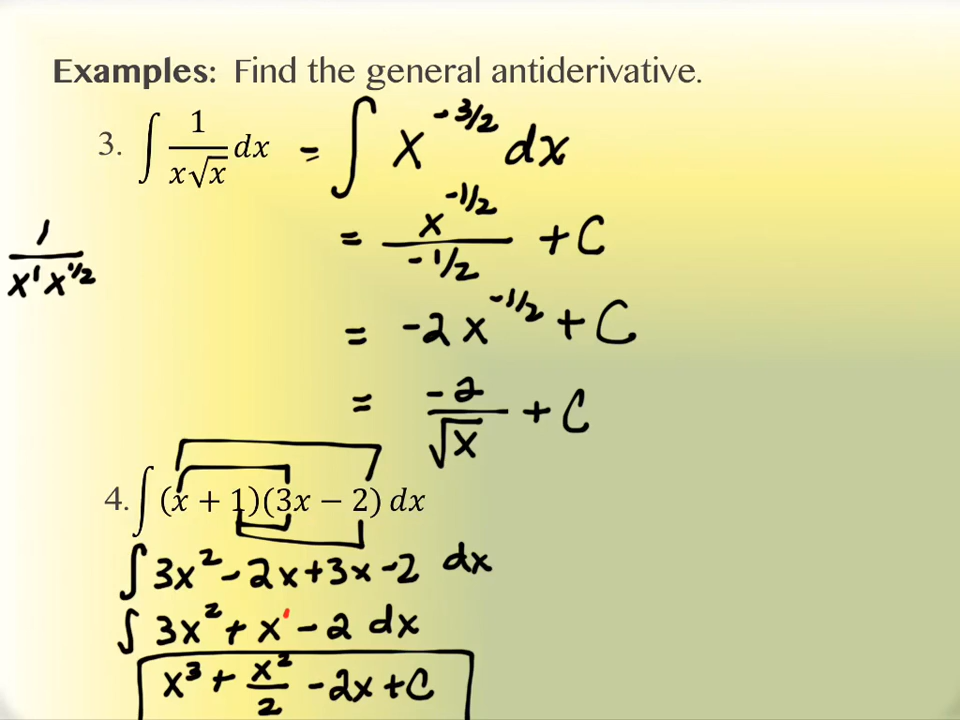 Examples: Find the general antiderivative.
3. ∫ 1/(x√x) dx = ∫ x^(-3/2) dx
1/(x^1 x^(1/2))
= x^(-1/2)/(-1/2) + C
= -2x^(-1/2) + C
= -2/√x + C
4. ∫ (x + 1)(3x − 2) dx
∫ 3x² - 2x + 3x - 2 dx
∫ 3x² + x¹ - 2 dx
x³ + x²/2 - 2x + C